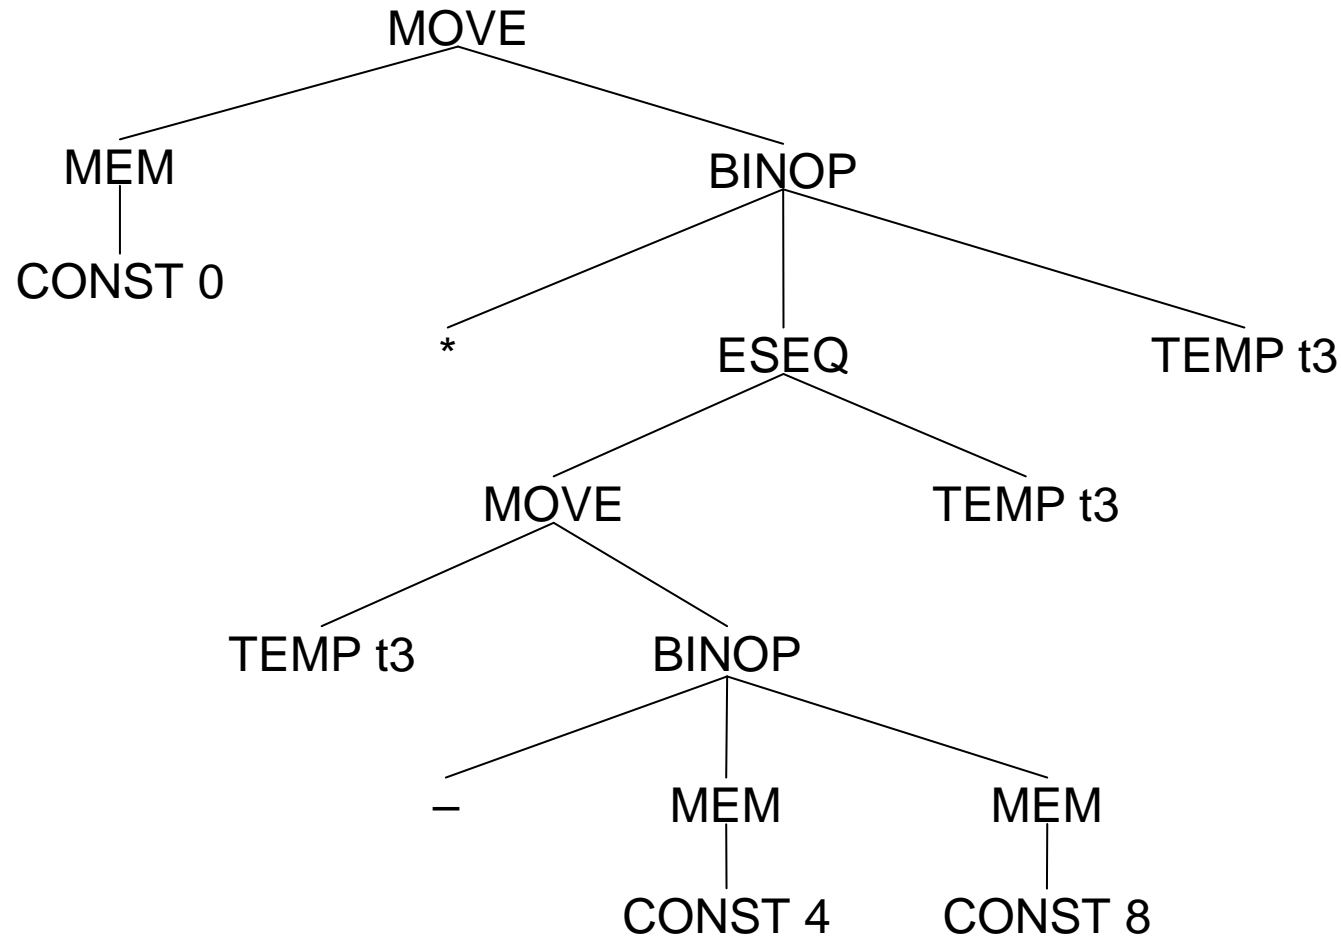 MOVE
MEM
BINOP
CONST 0
*
ESEQ
TEMP t3
MOVE
TEMP t3
TEMP t3
BINOP
–
MEM
MEM
CONST 4
CONST 8